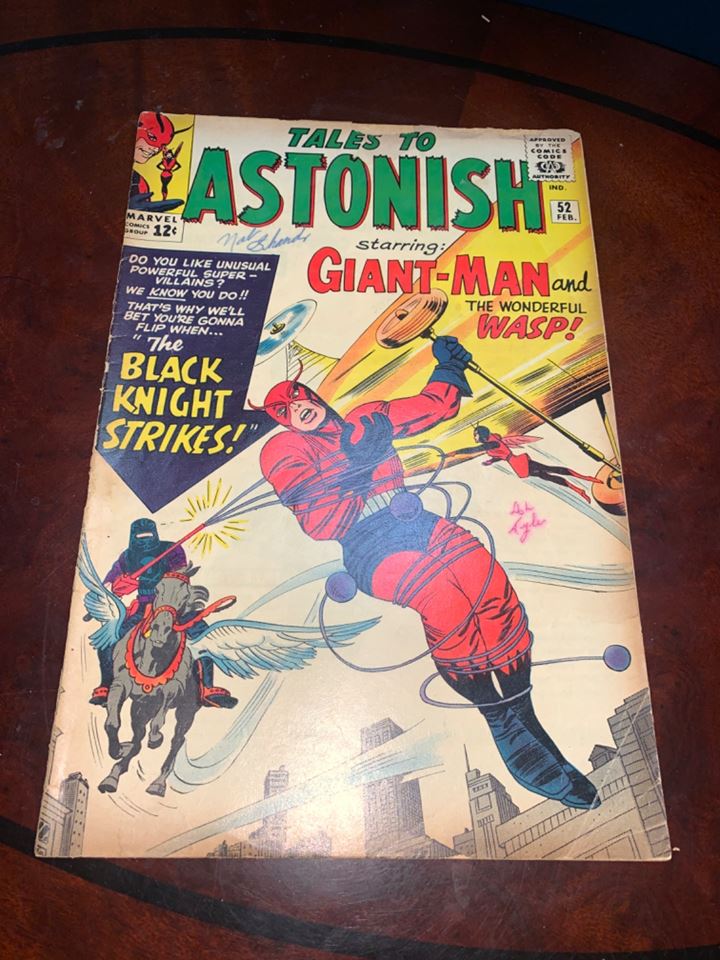 TALES TO
ASTONISH
APPROVED
BY THE
COMICS
CODE
CA
AUTHORITY
IND.
52
FEB.
MARVEL
COMICS
GROUP
12¢
starring:
GIANT-MAN and
THE WONDERFUL
WASP!
DO YOU LIKE UNUSUAL
POWERFUL SUPER-
VILLAINS?
WE KNOW YOU DO!!
THAT'S WHY WE'LL
BET YOU'RE GONNA
FLIP WHEN...
"The
BLACK
KNIGHT
STRIKES!"